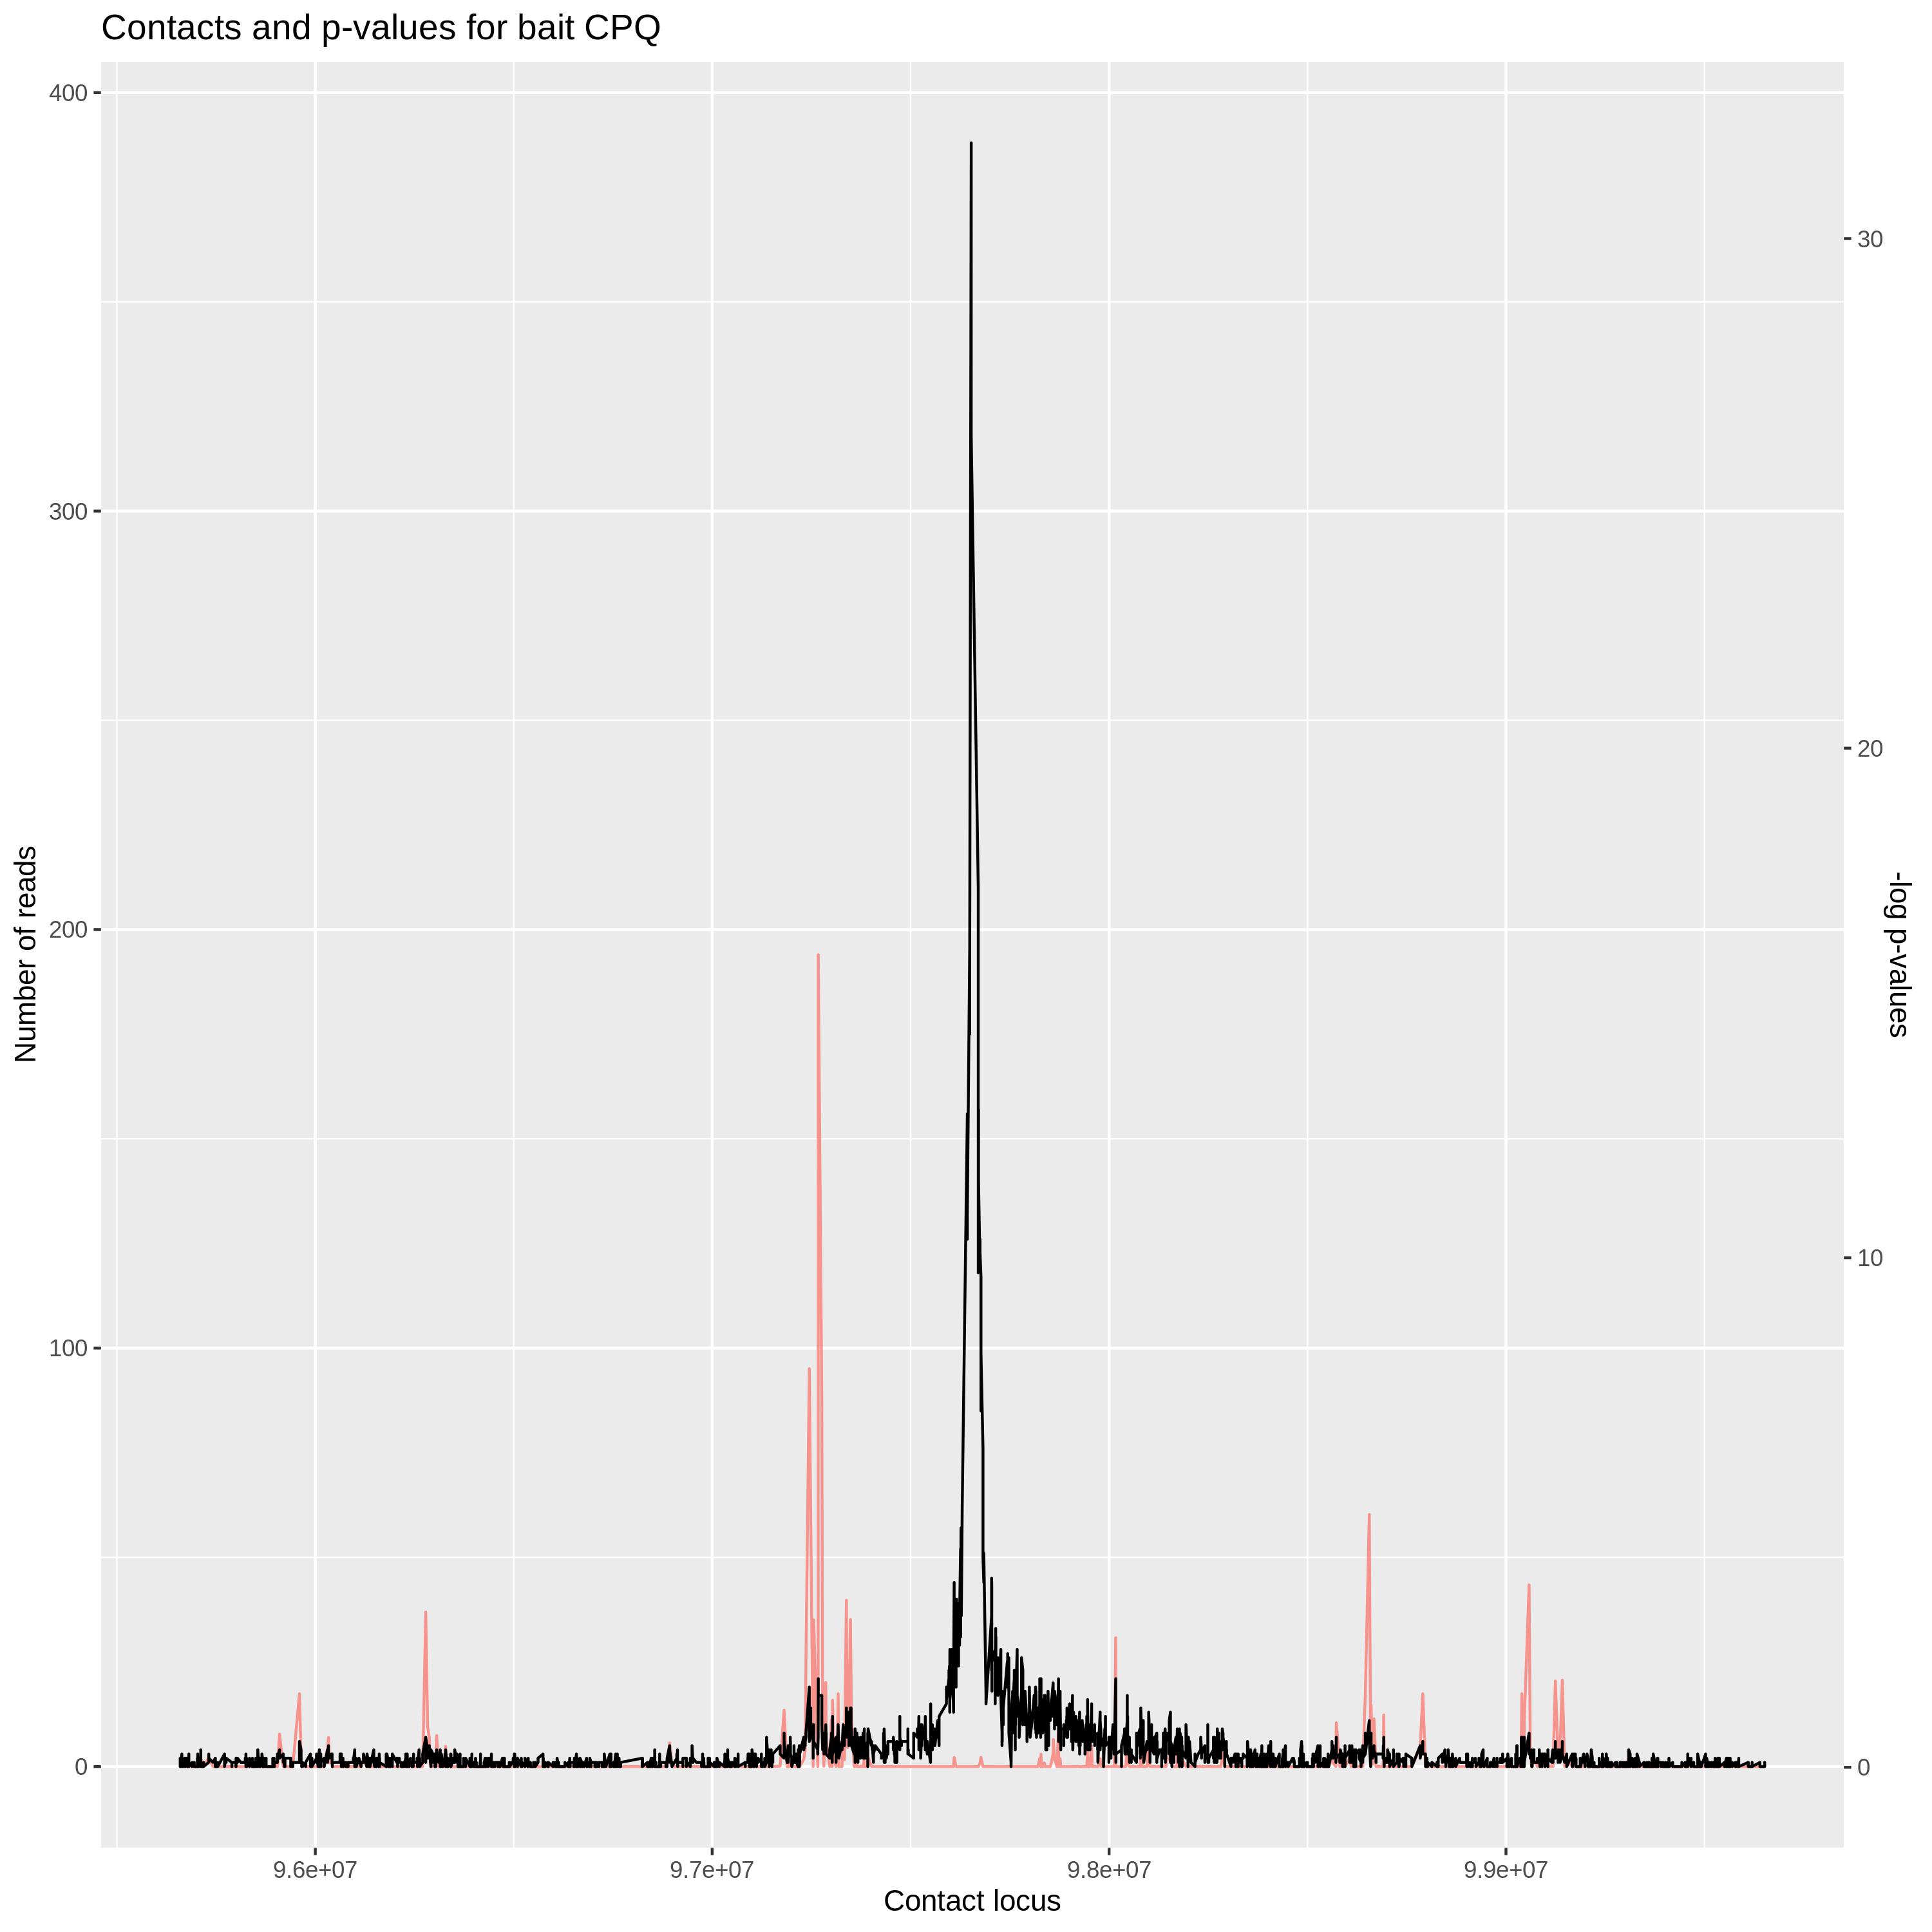 Contacts and p-values for bait CPQ
400
300
200
100
0
Number of reads
30
20
10
0
-log p-values
9.6e+07
9.7e+07
9.8e+07
9.9e+07
Contact locus